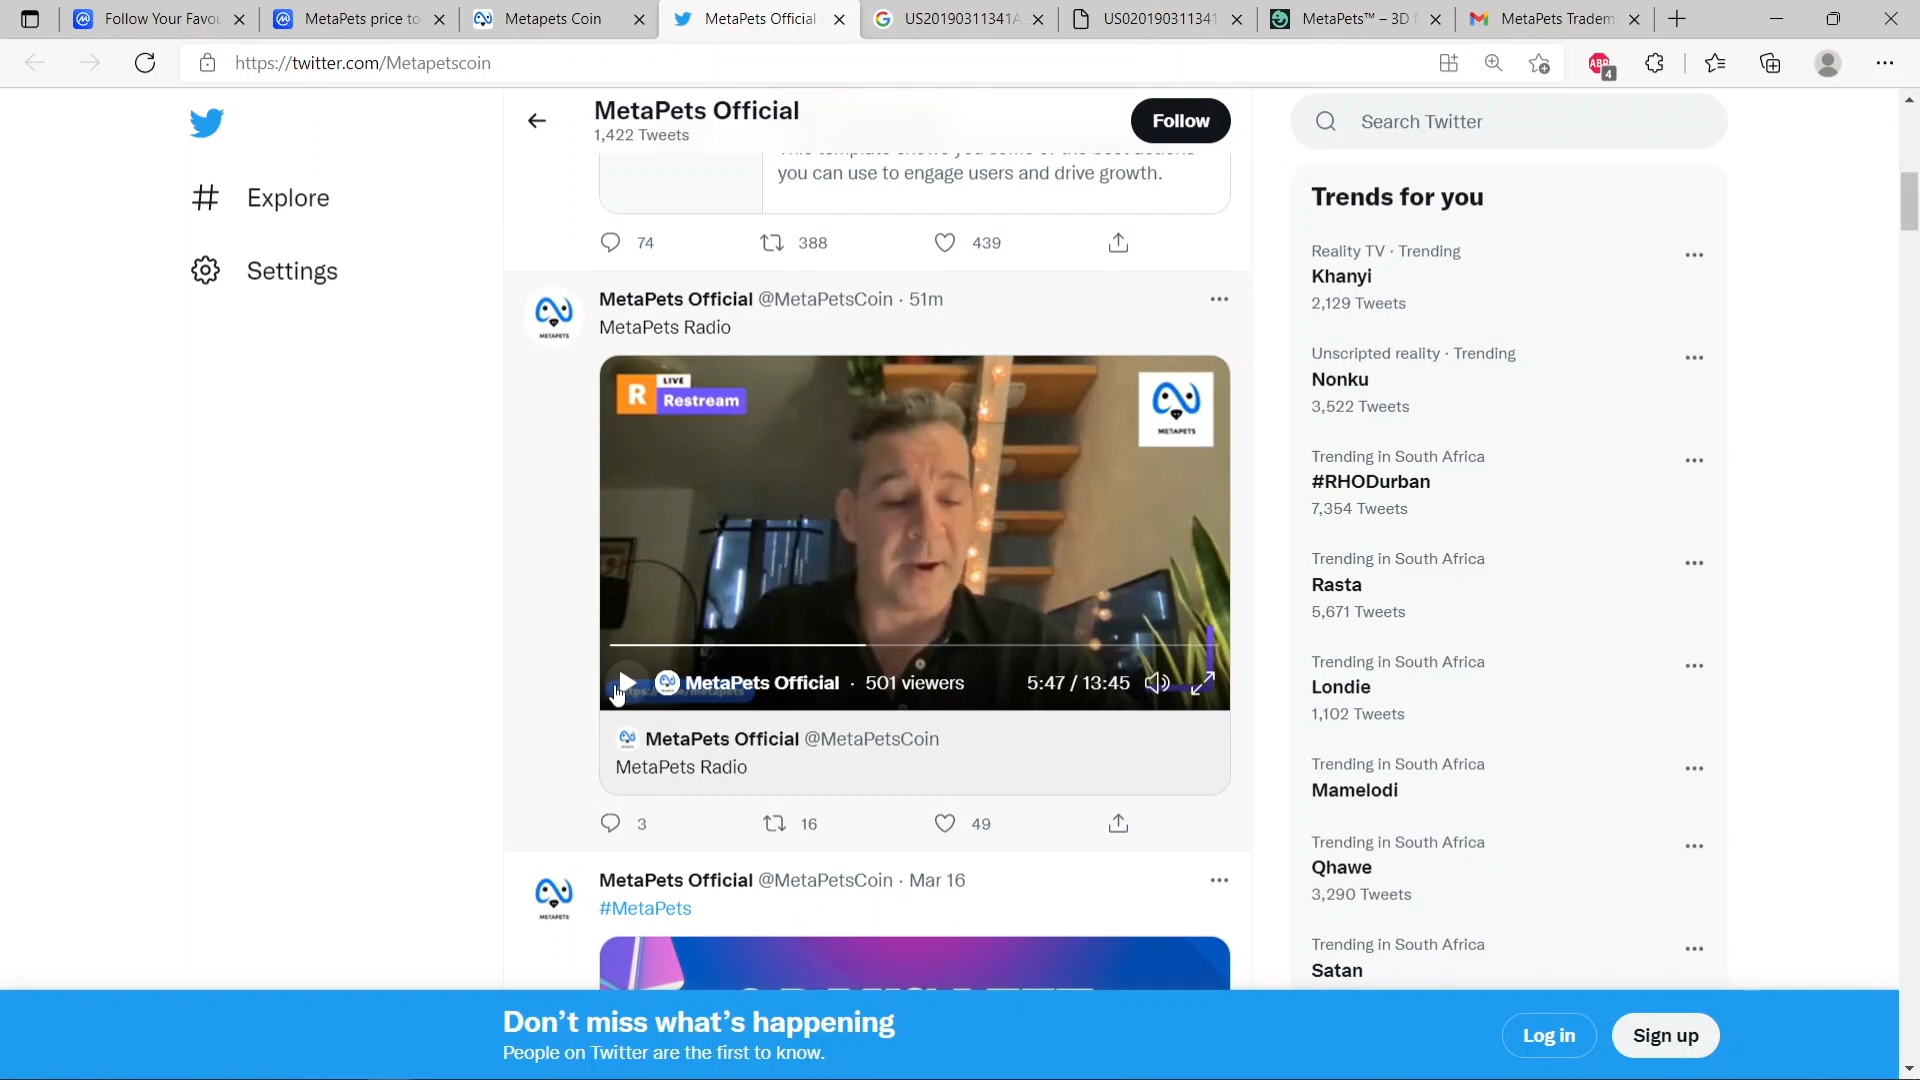 Follow Your Favou
MetaPets price to
Metapets Coin
MetaPets Official
US20190311341A
US020190311341
MetaPets™ – 3D
MetaPets Tradem
https://twitter.com/Metapetscoin
ABP
4
MetaPets Official
1,422 Tweets
Follow
Search Twitter
Explore
Settings
you can use to engage users and drive growth.
74
388
439
MetaPets Official @MetaPetsCoin · 51m
MetaPets Radio
R LIVE
Restream
METAPETS
MetaPets Official · 501 viewers
5:47 / 13:45
MetaPets Official @MetaPetsCoin
MetaPets Radio
3
16
49
METAPETS
MetaPets Official @MetaPetsCoin · Mar 16
#MetaPets
METAPETS
Trends for you
Reality TV · Trending
Khanyi
2,129 Tweets
Unscripted reality · Trending
Nonku
3,522 Tweets
Trending in South Africa
#RHODurban
7,354 Tweets
Trending in South Africa
Rasta
5,671 Tweets
Trending in South Africa
Londie
1,102 Tweets
Trending in South Africa
Mamelodi
Trending in South Africa
Qhawe
3,290 Tweets
Trending in South Africa
Satan
Don't miss what's happening
People on Twitter are the first to know.
Log in
Sign up